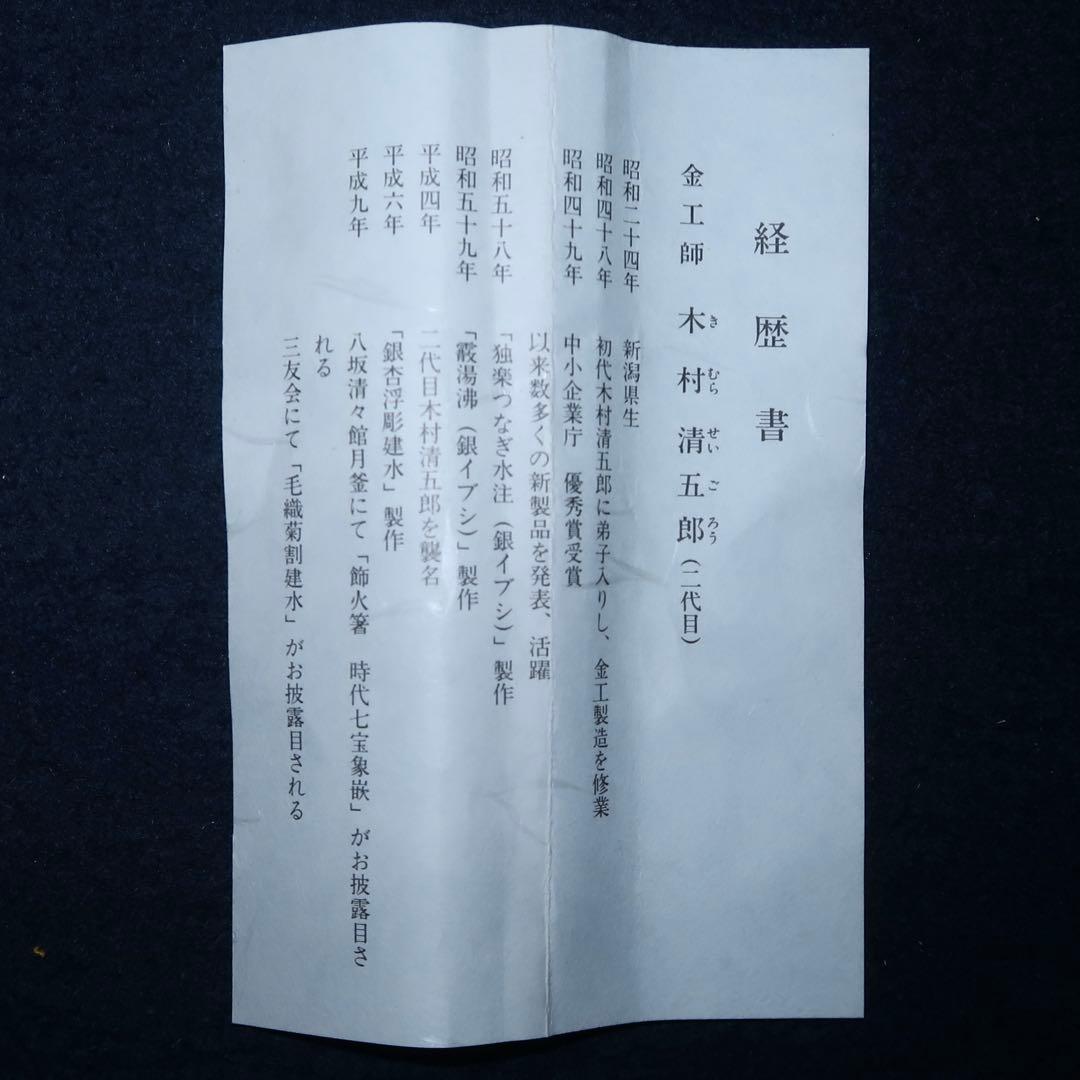 経歴書
金工師 木村清五郎(二代目)
き むら せい ご ろう
昭和二十四年 新潟県生
昭和四十八年 初代木村清五郎に弟子入りし、金工製造を修業
昭和四十九年 中小企業庁 優秀賞受賞
以来数多くの新製品を発表、活躍
昭和五十八年 「独楽つなぎ水注(銀イブシ)」製作
昭和五十九年 「霰湯沸(銀イブシ)」製作
平成四年 二代目木村清五郎を襲名
平成六年 「銀杏浮彫建水」製作
平成九年 八坂清々館月釜にて「飾火箸 時代七宝象嵌」がお披露目さ
れる
三友会にて「毛織菊割建水」がお披露目される